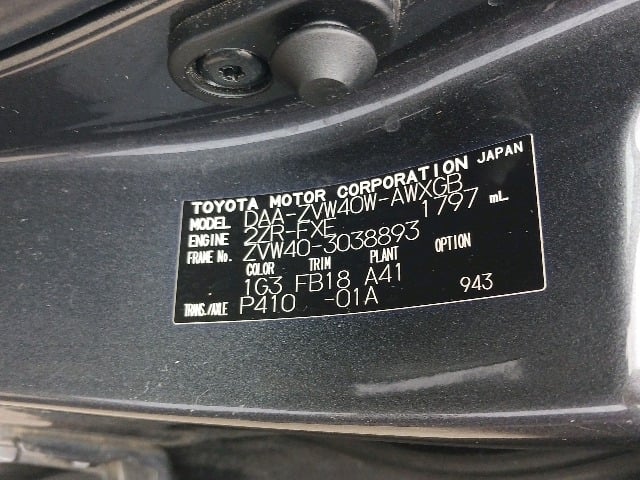 TOYOTA MOTOR CORPORATION JAPAN
MODEL DAA-ZVW40W-AWXGB
ENGINE 2ZR-FXE 1797 mL
FRAME No. ZVW40-3038893
COLOR TRIM PLANT OPTION
1G3 FB18 A41
TRANS./AXLE P410 -01A 943